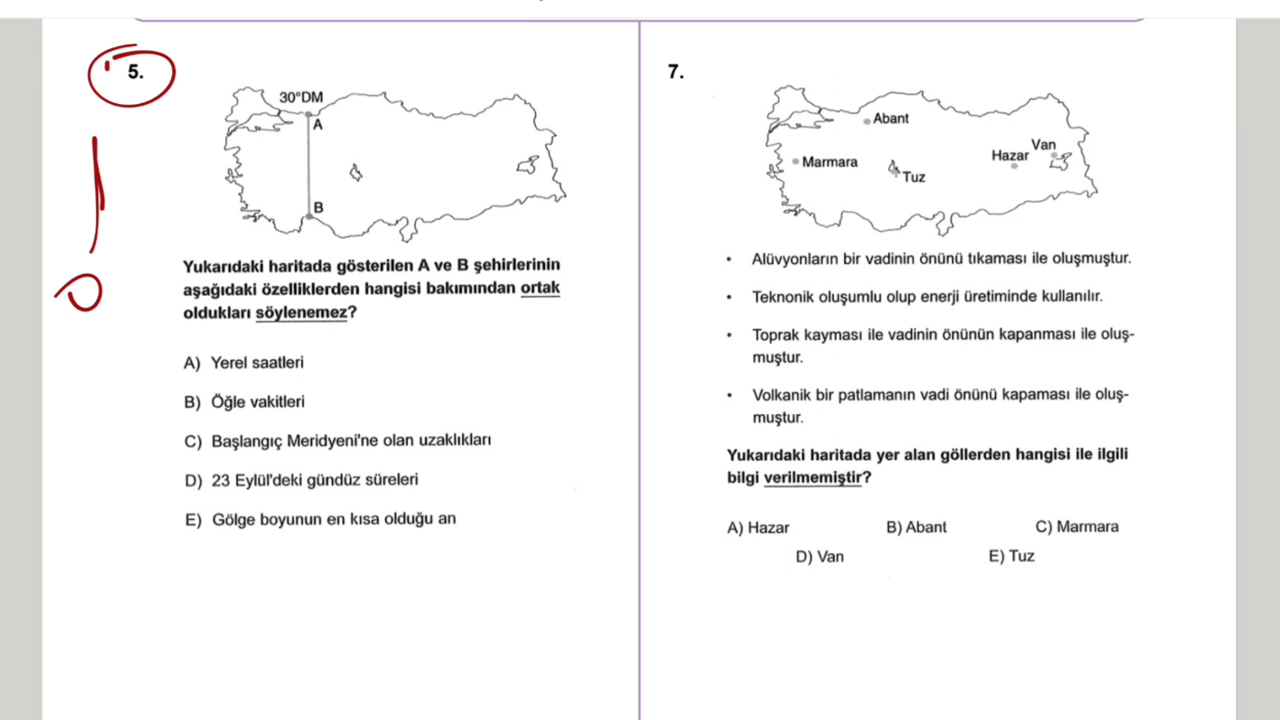 5.
30°DM
A
B
Yukarıdaki haritada gösterilen A ve B şehirlerinin
aşağıdaki özelliklerden hangisi bakımından ortak
oldukları söylenemez?
A) Yerel saatleri
B) Öğle vakitleri
C) Başlangıç Meridyeni'ne olan uzaklıkları
D) 23 Eylül'deki gündüz süreleri
E) Gölge boyunun en kısa olduğu an
7.
Abant
Marmara
Tuz
Hazar
Van
• Alüvyonların bir vadinin önünü tıkaması ile oluşmuştur.
• Teknonik oluşumlu olup enerji üretiminde kullanılır.
• Toprak kayması ile vadinin önünün kapanması ile oluş-
muştur.
• Volkanik bir patlamanın vadi önünü kapaması ile oluş-
muştur.
Yukarıdaki haritada yer alan göllerden hangisi ile ilgili
bilgi verilmemiştir?
A) Hazar B) Abant C) Marmara
D) Van E) Tuz